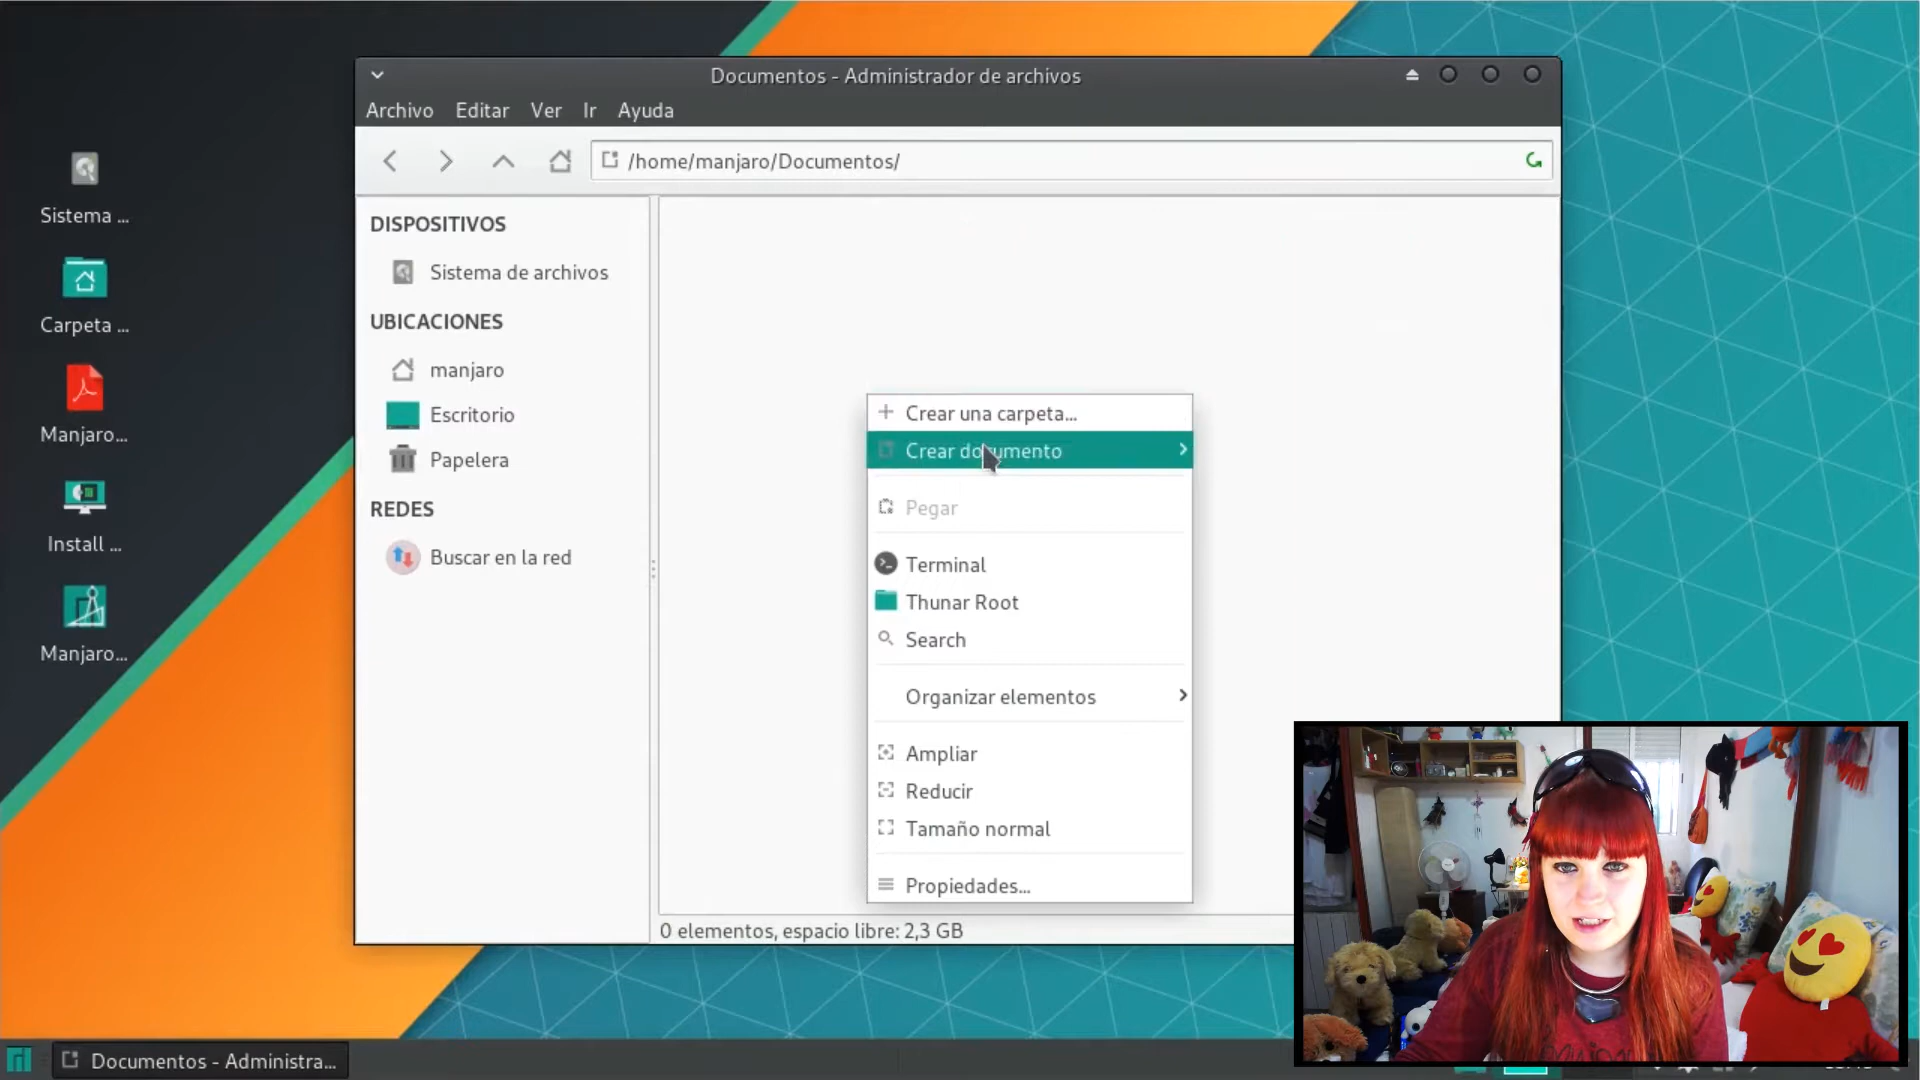 Documentos - Administrador de archivos
Archivo Editar Ver Ir Ayuda
/home/manjaro/Documentos/
Sistema ...
Carpeta ...
Manjaro...
Install ...
Manjaro...
DISPOSITIVOS
Sistema de archivos
UBICACIONES
manjaro
Escritorio
Papelera
REDES
Buscar en la red
Crear una carpeta...
Crear documento
Pegar
Terminal
Thunar Root
Search
Organizar elementos
Ampliar
Reducir
Tamaño normal
Propiedades...
0 elementos, espacio libre: 2,3 GB
Documentos - Administra...